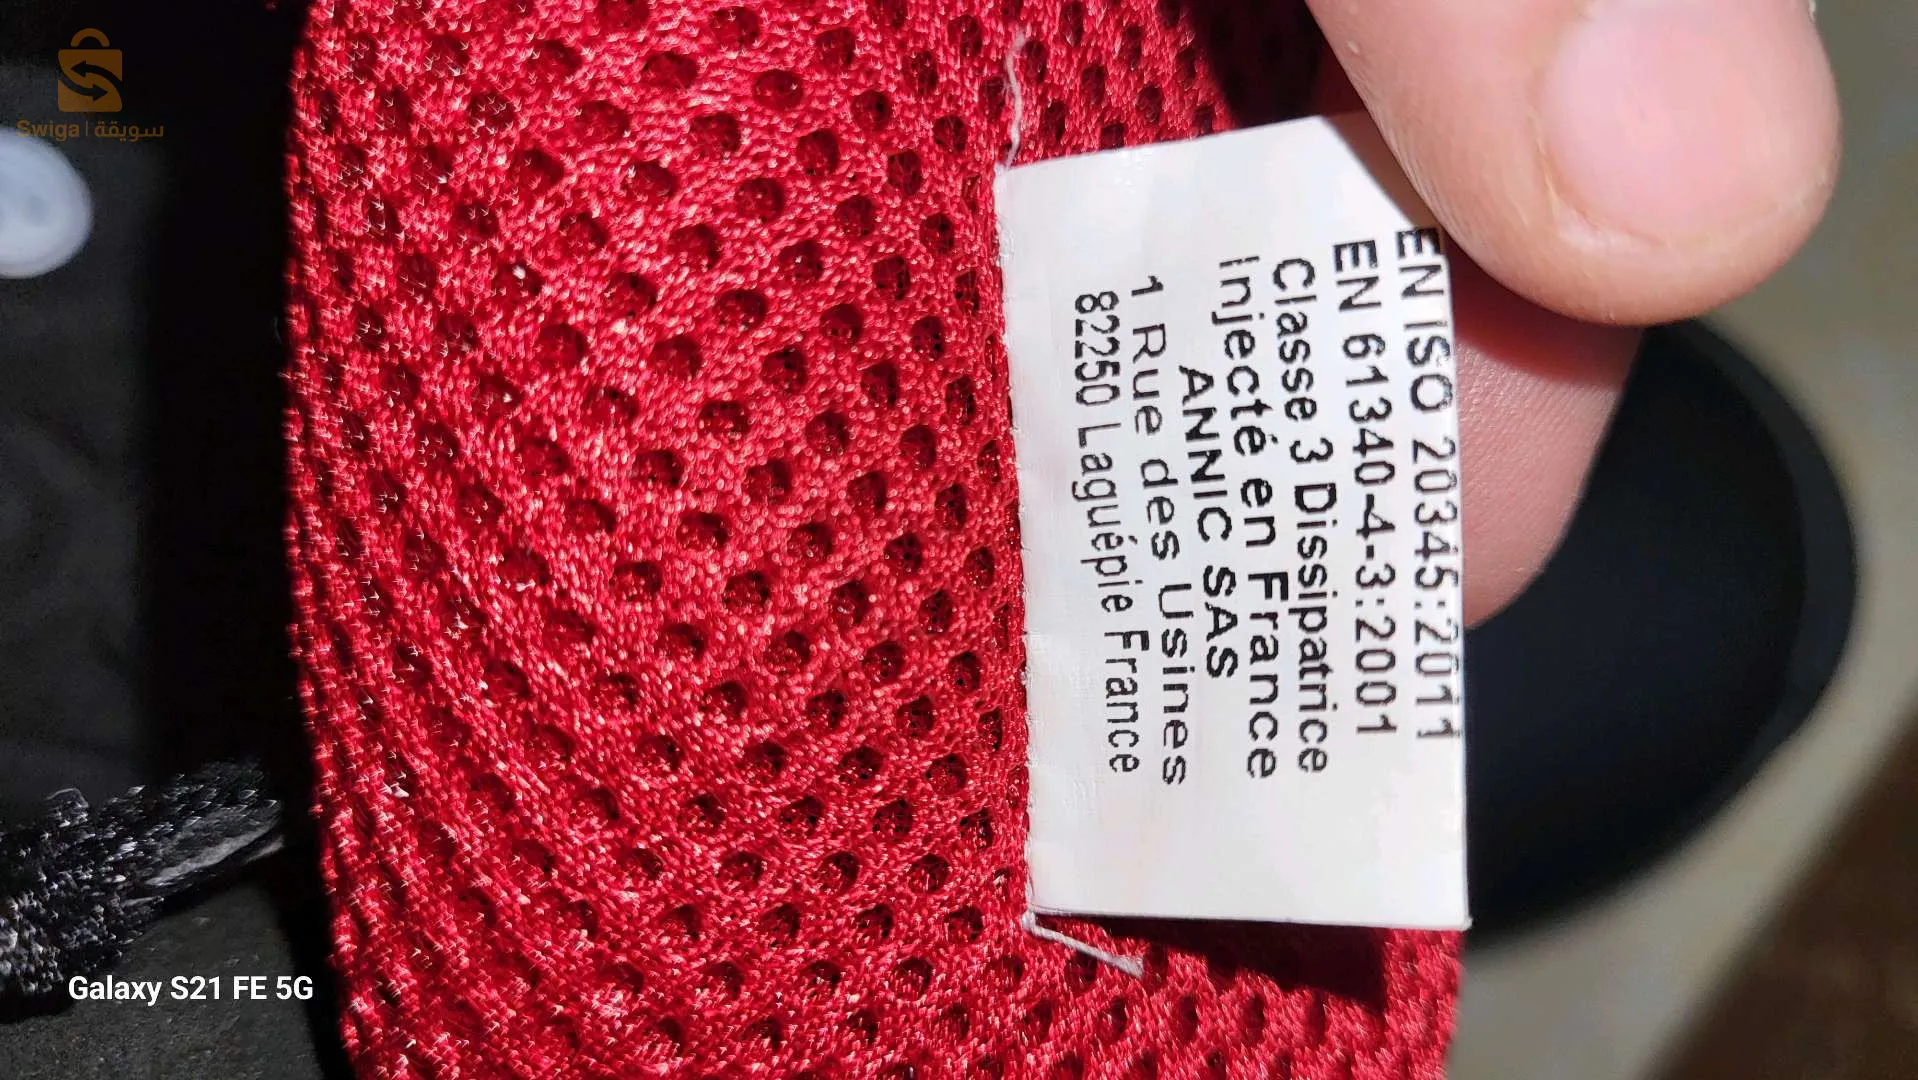 Swiga | سويقة
EN ISO 20345:2011
EN 61340-4-3:2001
Classe 3 Dissipatrice
injecté en France
ANNIC SAS
1 Rue des Usines
82250 Laguépie France
Galaxy S21 FE 5G